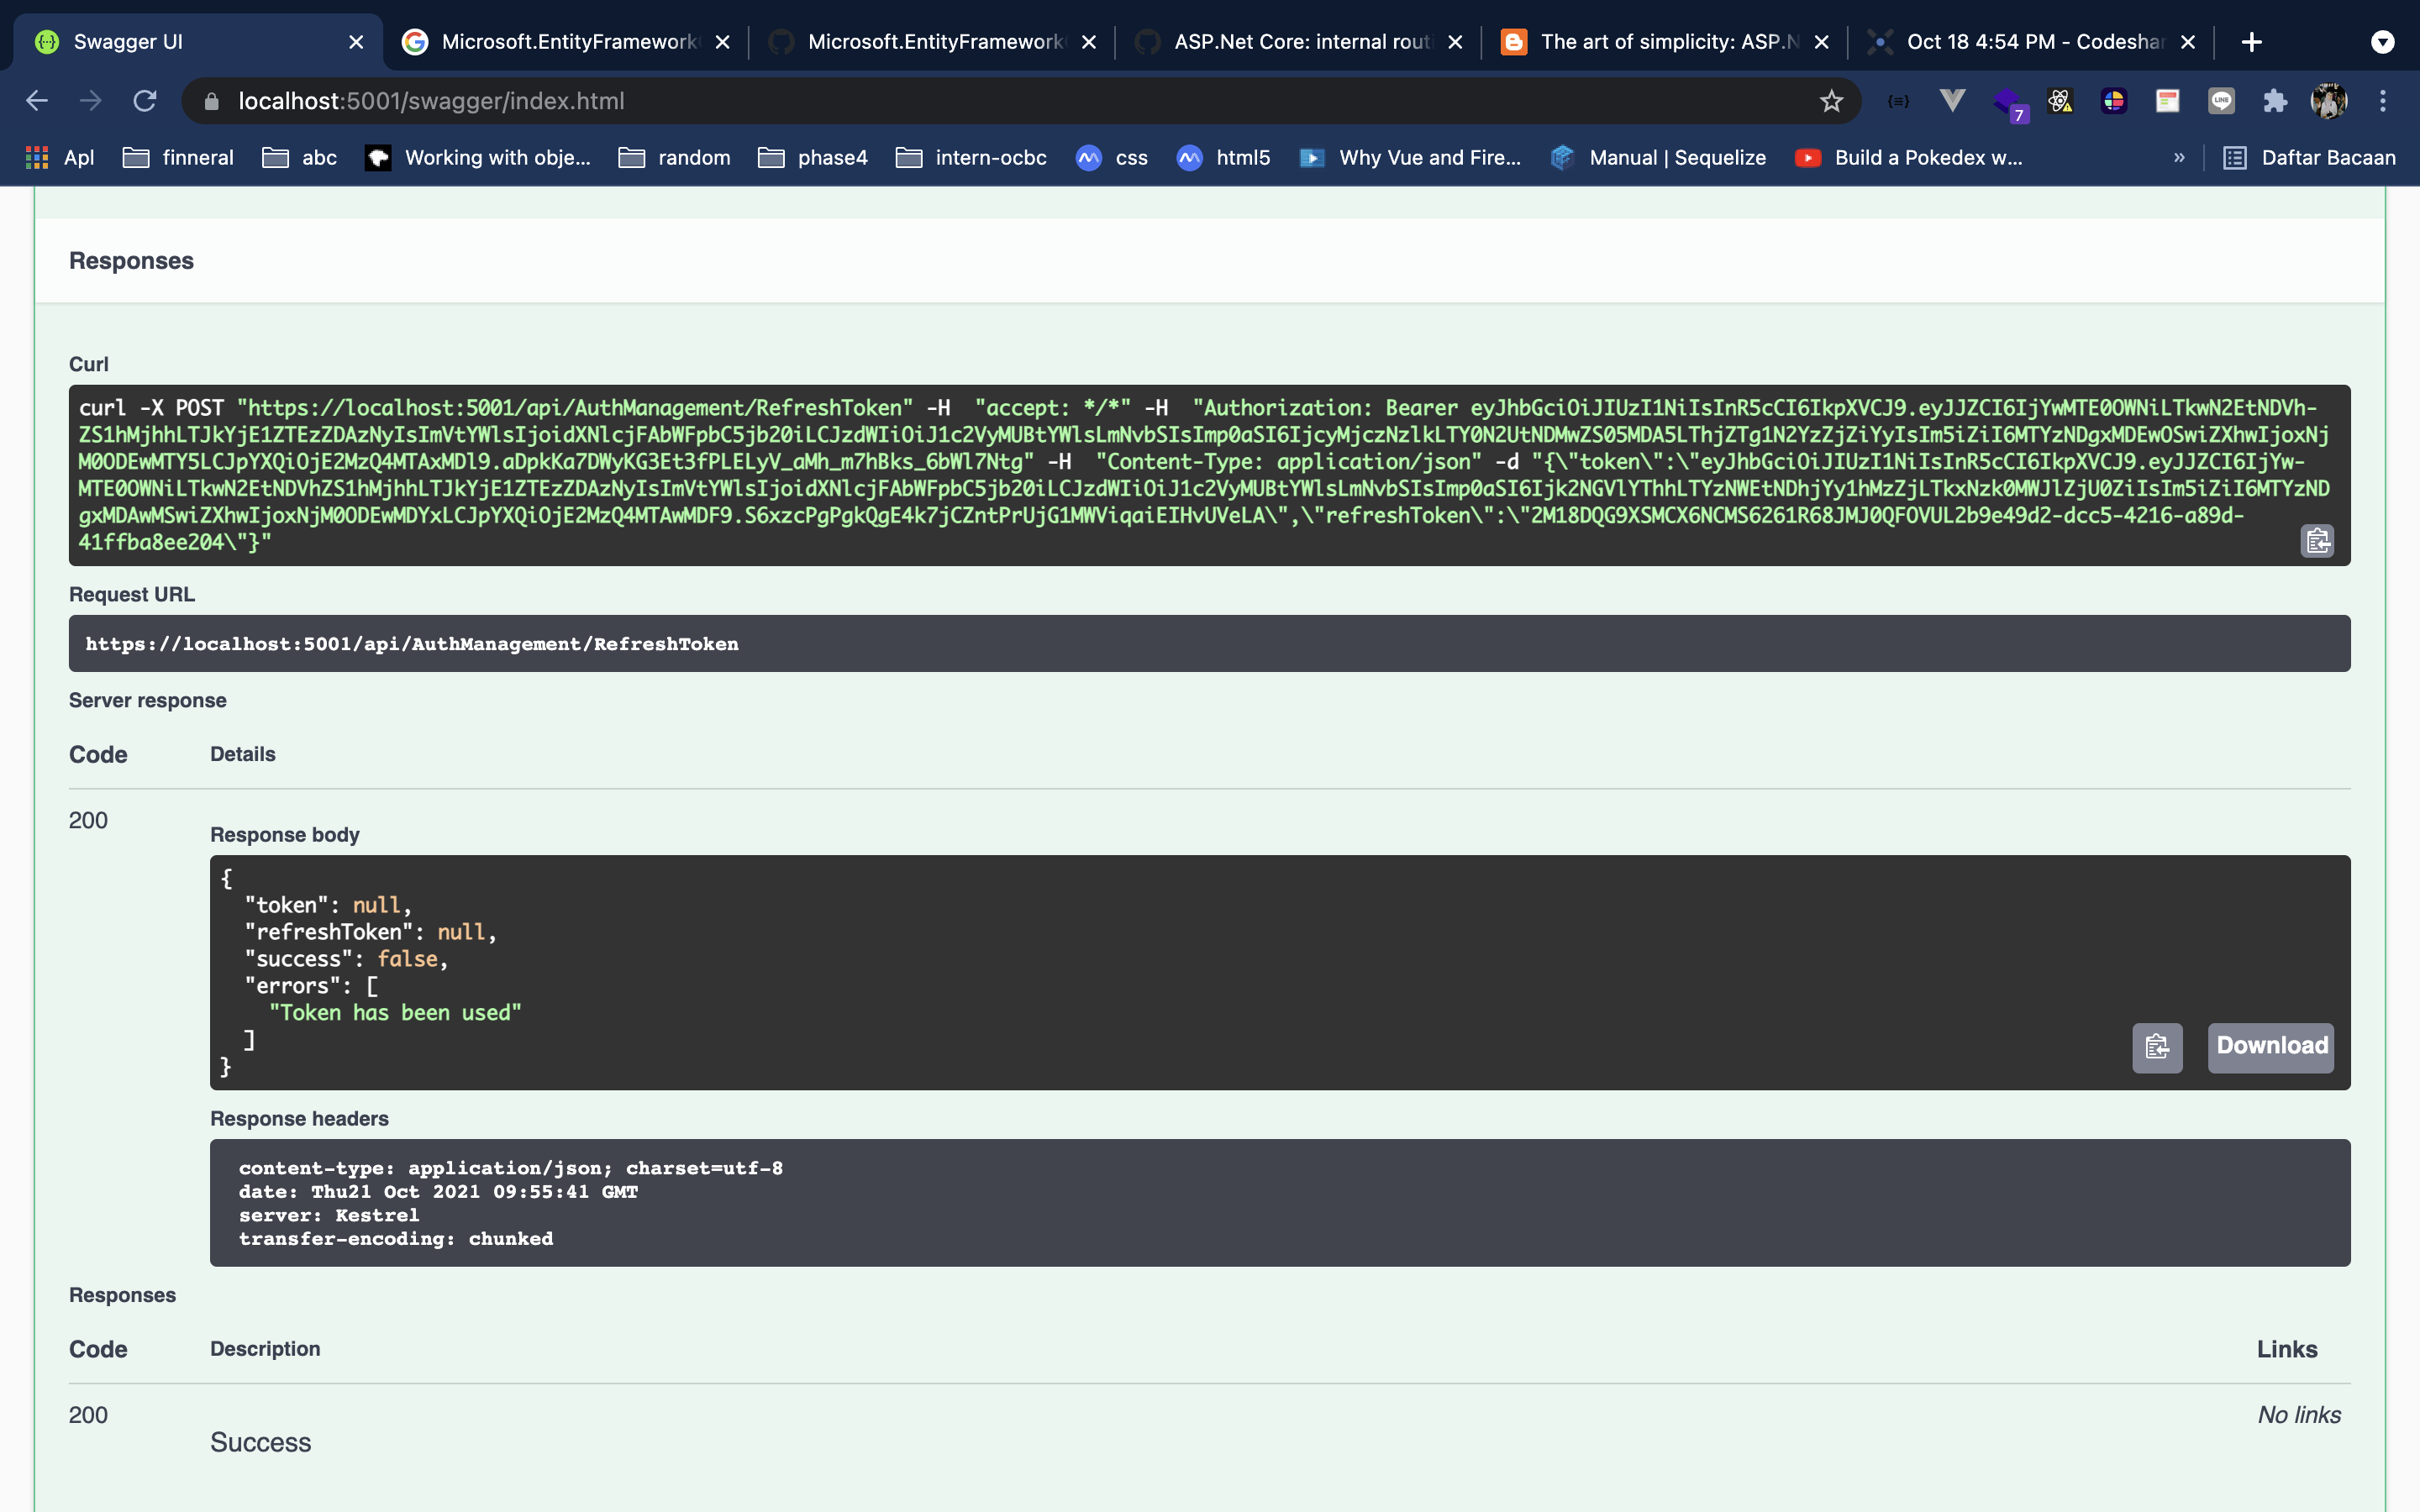 Swagger UI
Microsoft.EntityFramework
Microsoft.EntityFramework
ASP.Net Core: internal rout
The art of simplicity: ASP.N
Oct 18 4:54 PM - Codeshar
localhost:5001/swagger/index.html
7
Apl
finneral
abc
Working with obje...
random
phase4
intern-ocbc
css
html5
Why Vue and Fire...
Manual | Sequelize
Build a Pokedex w...
»
Daftar Bacaan
Responses
Curl
curl -X POST "https://localhost:5001/api/AuthManagement/RefreshToken" -H  "accept: */*" -H  "Authorization: Bearer eyJhbGciOiJIUzI1NiIsInR5cCI6IkpXVCJ9.eyJJZCI6IjYwMTE0OWNiLTkwN2EtNDVh-
ZS1hMjhhLTJkYjE1ZTEzZDAzNyIsImVtYWlsIjoidXNlcjFAbWFpbC5jb20iLCJzdWIiOiJ1c2VyMUBtYWlsLmNvbSIsImp0aSI6IjcyMjczNzlkLTY0N2UtNDMwZS05MDA5LThjZTg1N2YzZjZiYyIsIm5iZiI6MTYzNDgxMDEwOSwiZXhwIjoxNj
M0ODEwMTY5LCJpYXQiOjE2MzQ4MTAxMDl9.aDpkKa7DWyKG3Et3fPLELyV_aMh_m7hBks_6bWl7Ntg" -H  "Content-Type: application/json" -d "{\"token\":\"eyJhbGciOiJIUzI1NiIsInR5cCI6IkpXVCJ9.eyJJZCI6IjYw-
MTE0OWNiLTkwN2EtNDVhZS1hMjhhLTJkYjE1ZTEzZDAzNyIsImVtYWlsIjoidXNlcjFAbWFpbC5jb20iLCJzdWIiOiJ1c2VyMUBtYWlsLmNvbSIsImp0aSI6Ijk2NGVlYThhLTYzNWEtNDhjYy1hMzZjLTkxNzk0MWJlZjU0ZiIsIm5iZiI6MTYzND
gxMDAwMSwiZXhwIjoxNjM0ODEwMDYxLCJpYXQiOjE2MzQ4MTAwMDF9.S6xzcPgPgkQgE4k7jCZntPrUjG1MWViqaiEIHvUVeLA\",\"refreshToken\":\"2M18DQG9XSMCX6NCMS6261R68JMJ0QFOVUL2b9e49d2-dcc5-4216-a89d-
41ffba8ee204\"}"
Request URL
https://localhost:5001/api/AuthManagement/RefreshToken
Server response
Code
Details
200
Response body
{
"token": null,
"refreshToken": null,
"success": false,
"errors": [
"Token has been used"
]
}
Download
Response headers
content-type: application/json; charset=utf-8
date: Thu21 Oct 2021 09:55:41 GMT
server: Kestrel
transfer-encoding: chunked
Responses
Code
Description
Links
200
Success
No links